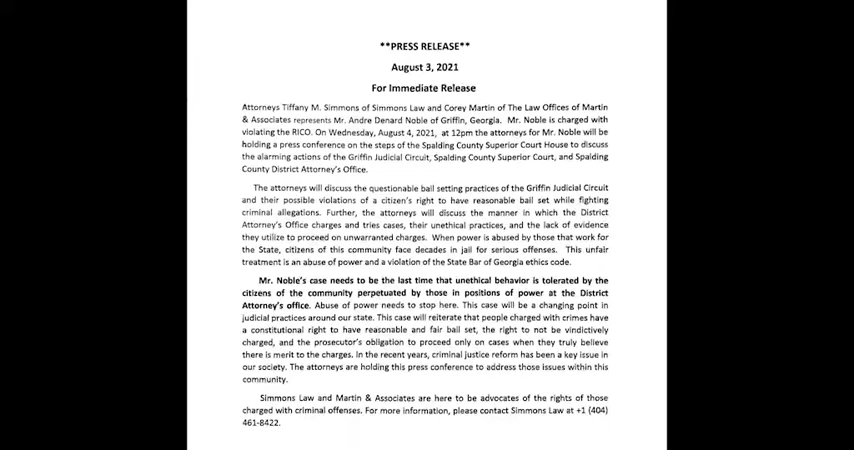 **PRESS RELEASE**
August 3, 2021
For Immediate Release
Attorneys Tiffany M. Simmons of Simmons Law and Corey Martin of The Law Offices of Martin
& Associates represents Mr. Andre Denard Noble of Griffin, Georgia. Mr. Noble is charged with
violating the RICO. On Wednesday, August 4, 2021, at 12pm the attorneys for Mr. Noble will be
holding a press conference on the steps of the Spalding County Superior Court House to discuss
the alarming actions of the Griffin Judicial Circuit, Spalding County Superior Court, and Spalding
County District Attorney's Office.
The attorneys will discuss the questionable bail setting practices of the Griffin Judicial Circuit
and their possible violations of a citizen's right to have reasonable bail set while fighting
criminal allegations. Further, the attorneys will discuss the manner in which the District
Attorney's Office charges and tries cases, their unethical practices, and the lack of evidence
they utilize to proceed on unwarranted charges. When power is abused by those that work for
the State, citizens of this community face decades in jail for serious offenses. This unfair
treatment is an abuse of power and a violation of the State Bar of Georgia ethics code.
Mr. Noble's case needs to be the last time that unethical behavior is tolerated by the
citizens of the community perpetuated by those in positions of power at the District
Attorney's office. Abuse of power needs to stop here. This case will be a changing point in
judicial practices around our state. This case will reiterate that people charged with crimes have
a constitutional right to have reasonable and fair bail set, the right to not be vindictively
charged, and the prosecutor's obligation to proceed only on cases when they truly believe
there is merit to the charges. In the recent years, criminal justice reform has been a key issue in
our society. The attorneys are holding this press conference to address those issues within this
community.
Simmons Law and Martin & Associates are here to be advocates of the rights of those
charged with criminal offenses. For more information, please contact Simmons Law at +1 (404)
461-8422.